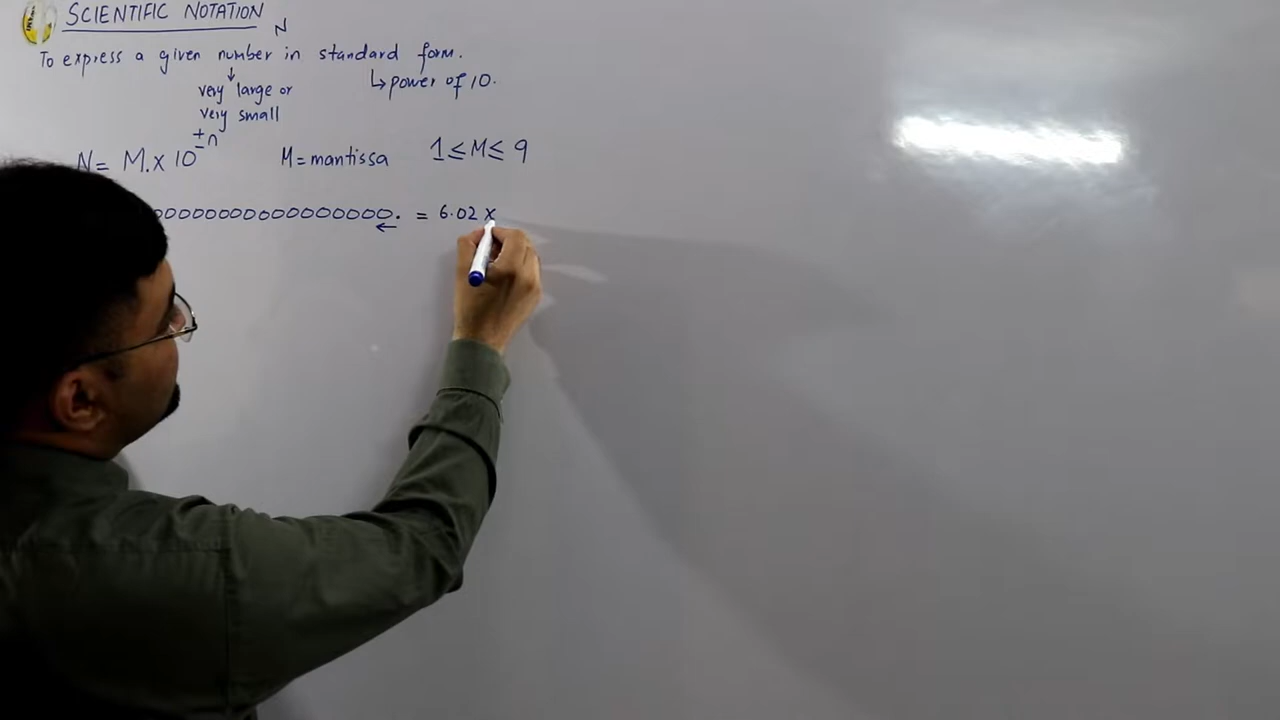 SCIENTIFIC NOTATION
N
To express a given number in standard form.
↓ ↳ power of 10.
very large or
very small
N = M. x 10 ±n M = mantissa 1 ≤ M ≤ 9
000000000000000000. = 6.02 x
←